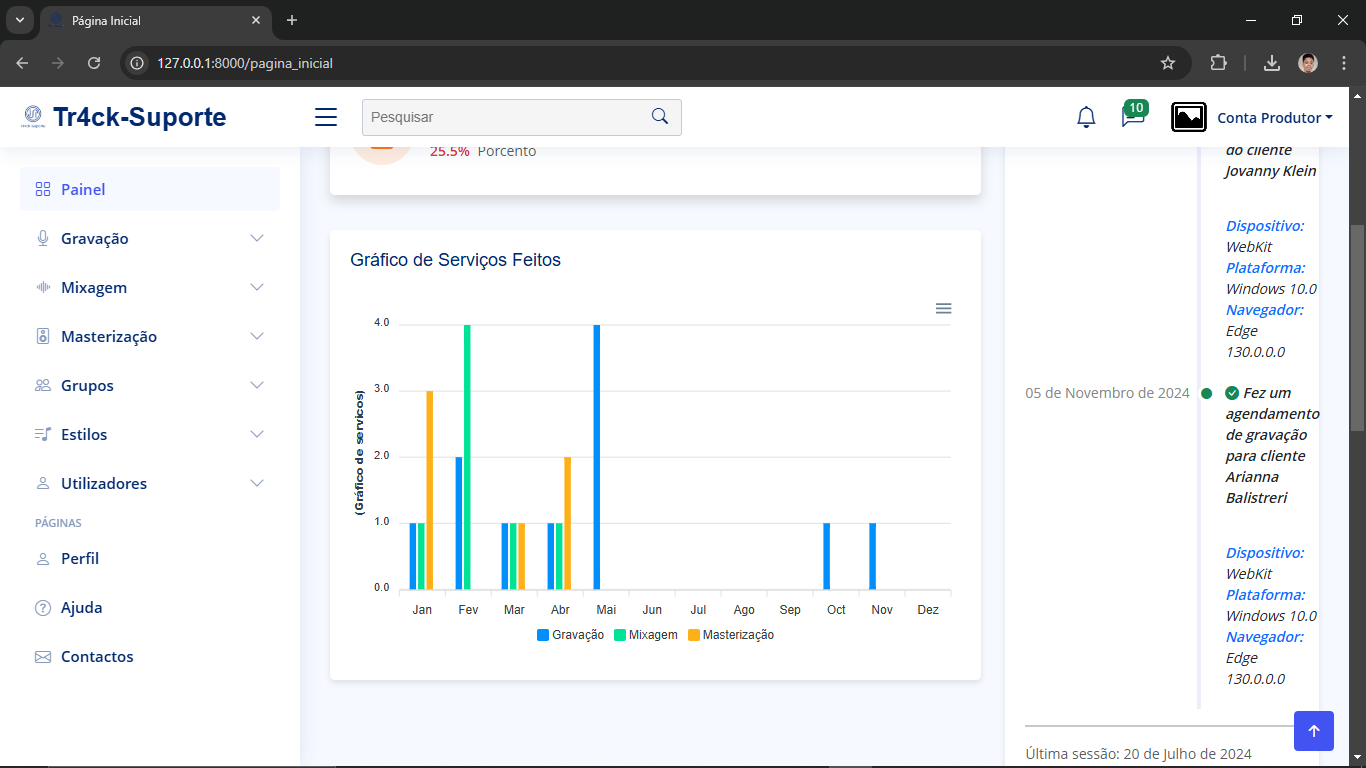 Página Inicial
127.0.0.1:8000/pagina_inicial
Tr4ck-Suporte
Pesquisar
10
Conta Produtor
Painel
Gravação
Mixagem
Masterização
Grupos
Estilos
Utilizadores
PÁGINAS
Perfil
Ajuda
Contactos
25.5% Porcento
Gráfico de Serviços Feitos
(Gráfico de servicos)
4.0
3.0
2.0
1.0
0.0
Jan Fev Mar Abr Mai Jun Jul Ago Sep Oct Nov Dez
Gravação Mixagem Masterização
do cliente
Jovanny Klein
Dispositivo:
WebKit
Plataforma:
Windows 10.0
Navegador:
Edge
130.0.0.0
05 de Novembro de 2024
Fez um
agendamento
de gravação
para cliente
Arianna
Balistreri
Dispositivo:
WebKit
Plataforma:
Windows 10.0
Navegador:
Edge
130.0.0.0
Última sessão: 20 de Julho de 2024